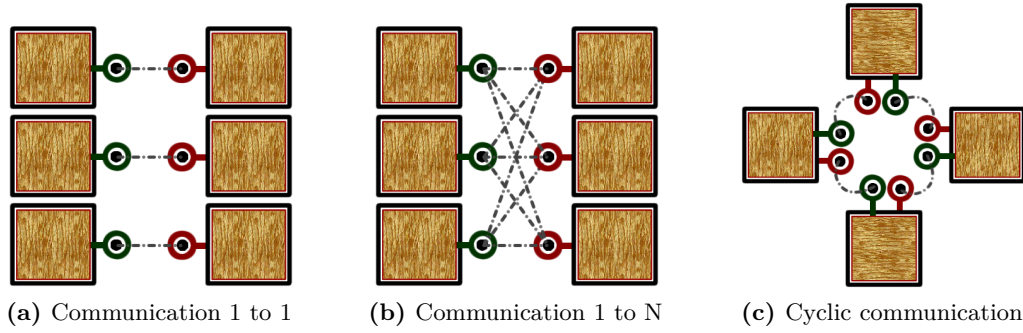 (a) Communication 1 to 1
(b) Communication 1 to N
(c) Cyclic communication